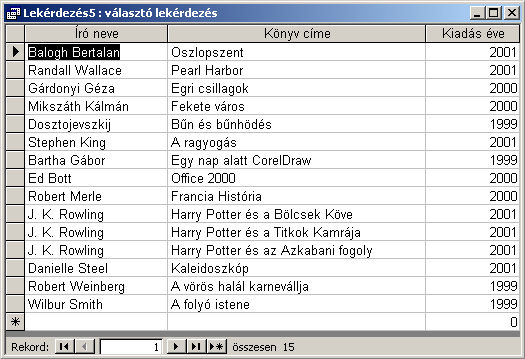 Lekérdezés5 : választó lekérdezés
Író neve Könyv címe Kiadás éve
Balogh Bertalan Oszlopszent 2001
Randall Wallace Pearl Harbor 2001
Gárdonyi Géza Egri csillagok 2000
Mikszáth Kálmán Fekete város 2000
Dosztojevszkij Bűn és bűnhödés 1999
Stephen King A ragyogás 2001
Bartha Gábor Egy nap alatt CorelDraw 1999
Ed Bott Office 2000 2000
Robert Merle Francia História 2000
J. K. Rowling Harry Potter és a Bölcsek Köve 2001
J. K. Rowling Harry Potter és a Titkok Kamrája 2001
J. K. Rowling Harry Potter és az Azkabani fogoly 2001
Danielle Steel Kaleidoszkóp 2001
Robert Weinberg A vörös halál karnevállja 1999
Wilbur Smith A folyó istene 1999
0
Rekord: 1 összesen 15